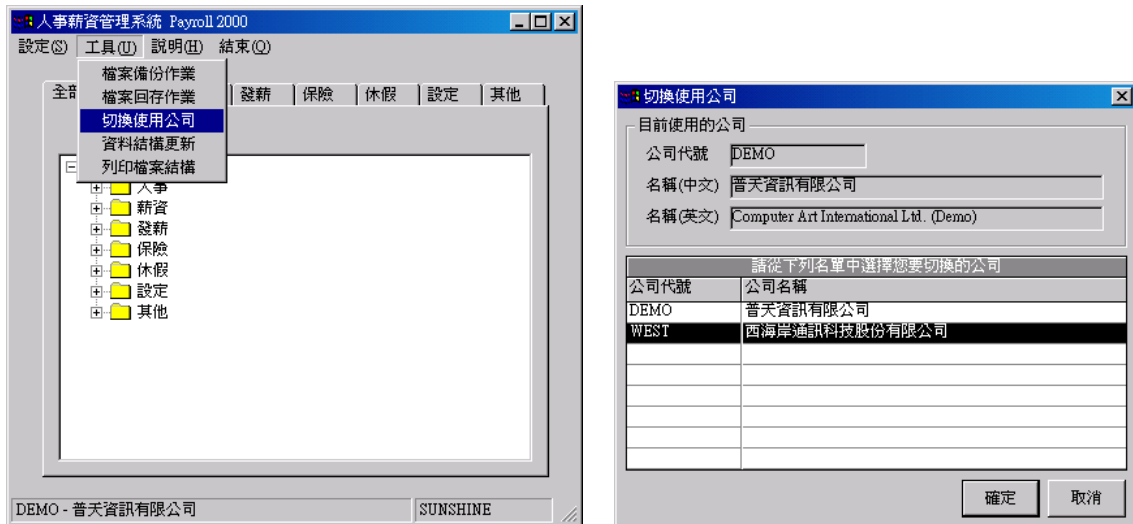 人事薪資管理系統 Payroll 2000
設定(S) 工具(U) 說明(H) 結束(Q)
檔案備份作業
檔案回存作業
切換使用公司
資料結構更新
列印檔案結構
全部 發薪 保險 休假 設定 其他
人事
薪資
發薪
保險
休假
設定
其他
DEMO - 普天資訊有限公司 SUNSHINE
切換使用公司
目前使用的公司
公司代號 DEMO
名稱(中文) 普天資訊有限公司
名稱(英文) Computer Art International Ltd. (Demo)
請從下列名單中選擇您要切換的公司
公司代號 公司名稱
DEMO 普天資訊有限公司
WEST 西海岸通訊科技股份有限公司
確定 取消